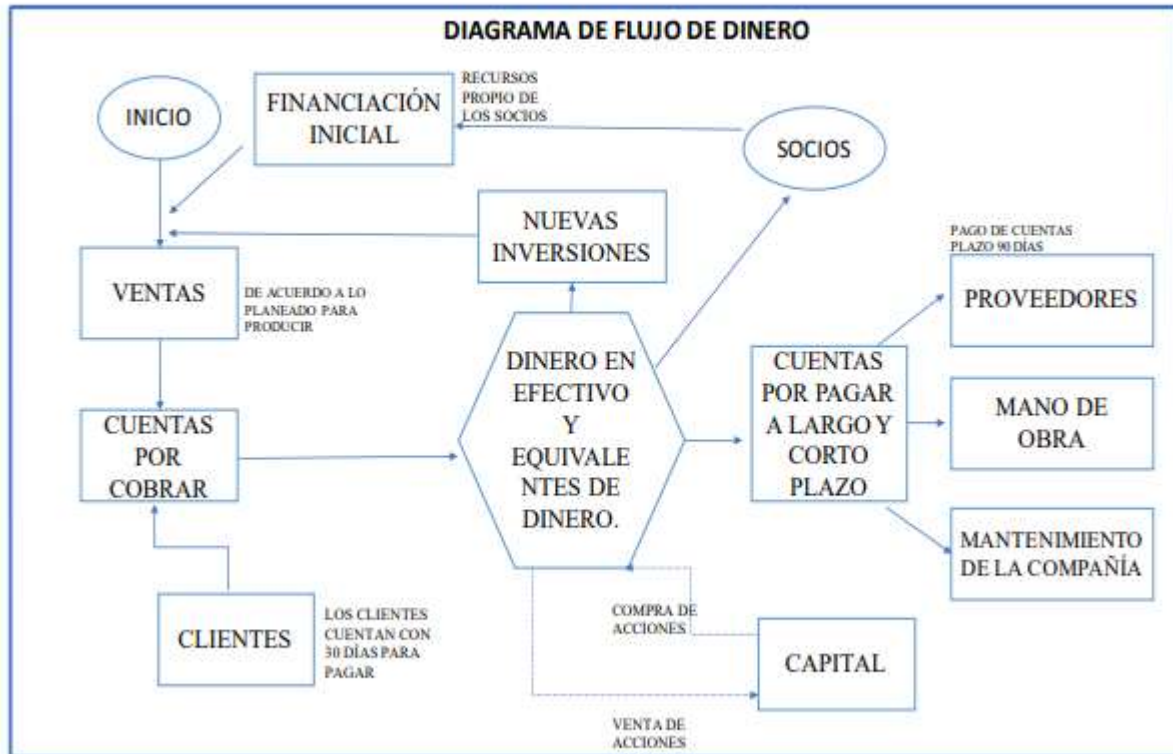 DIAGRAMA DE FLUJO DE DINERO
INICIO
FINANCIACIÓN
INICIAL
RECURSOS
PROPIO DE
LOS SOCIOS
SOCIOS
NUEVAS
INVERSIONES
VENTAS
DE ACUERDO A LO
PLANEADO PARA
PRODUCIR
PAGO DE CUENTAS
PLAZO 90 DÍAS
PROVEEDORES
DINERO EN
EFECTIVO
Y
EQUIVALE
NTES DE
DINERO.
CUENTAS
POR PAGAR
A LARGO Y
CORTO
PLAZO
MANO DE
OBRA
CUENTAS
POR
COBRAR
MANTENIMIENTO
DE LA COMPAÑÍA
CLIENTES
LOS CLIENTES
CUENTAN CON
30 DÍAS PARA
PAGAR
COMPRA DE
ACCIONES
CAPITAL
VENTA DE
ACCIONES